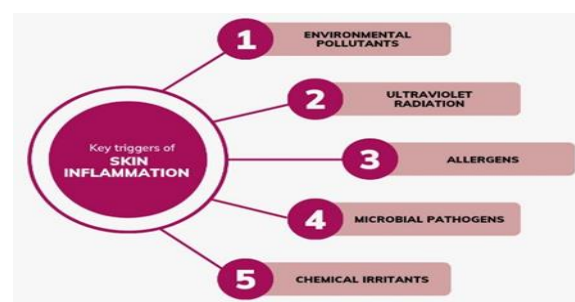 1
ENVIRONMENTAL
POLLUTANTS
2
ULTRAVIOLET
RADIATION
Key triggers of
SKIN
INFLAMMATION
3
ALLERGENS
4
MICROBIAL PATHOGENS
5
CHEMICAL IRRITANTS